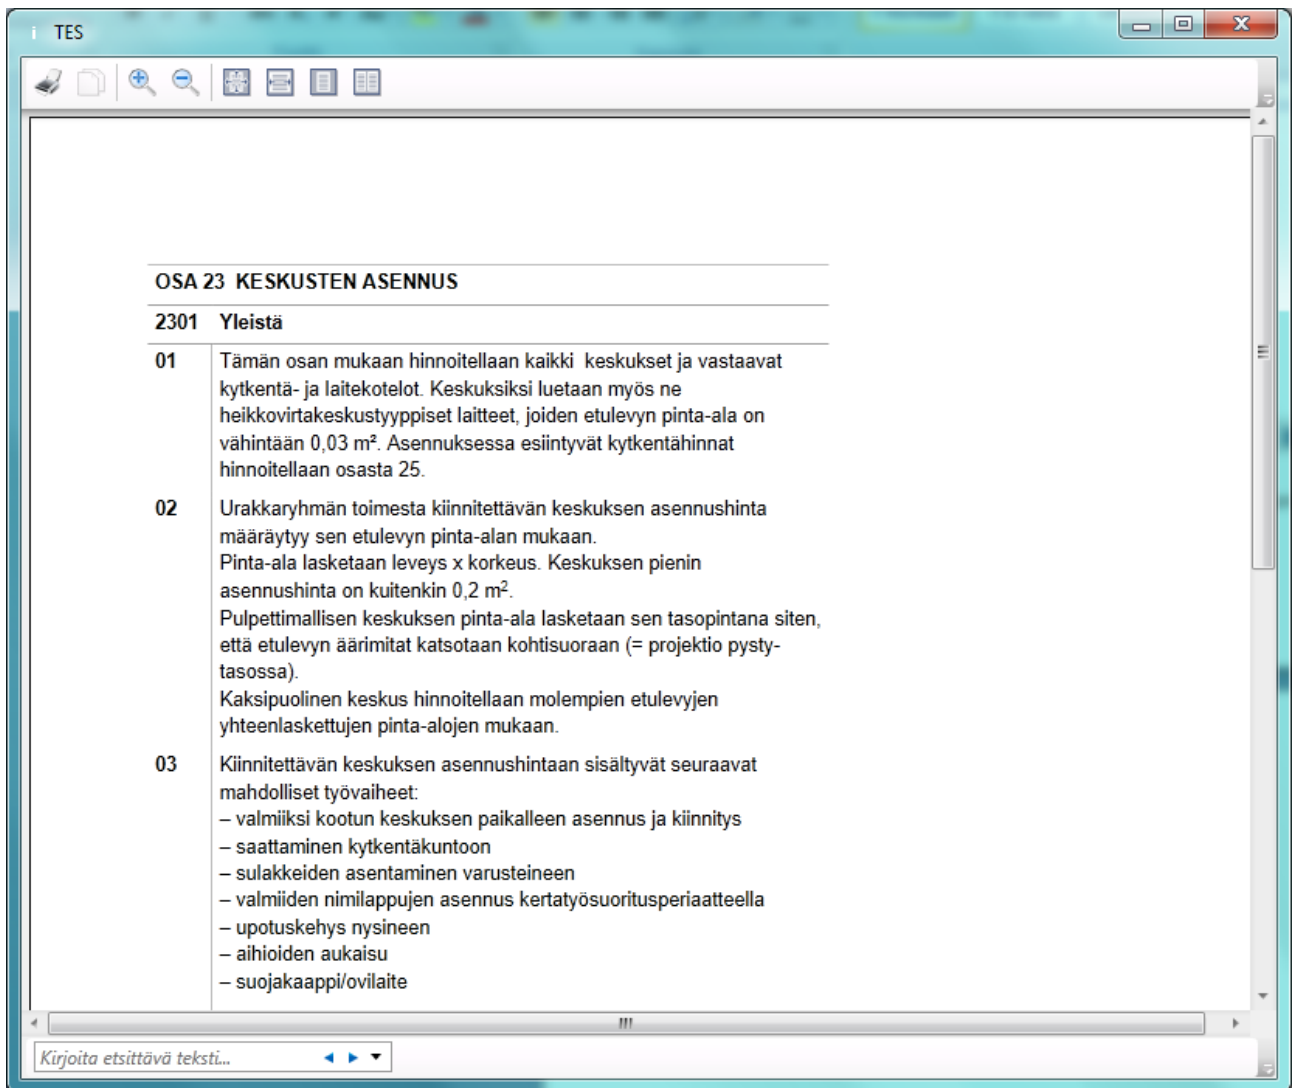 TES
OSA 23 KESKUSTEN ASENNUS
2301 Yleistä
01 Tämän osan mukaan hinnoitellaan kaikki keskukset ja vastaavat
kytkentä- ja laitekotelot. Keskuksiksi luetaan myös ne
heikkovirtakeskustyyppiset laitteet, joiden etulevyn pinta-ala on
vähintään 0,03 m². Asennuksessa esiintyvät kytkentähinnat
hinnoitellaan osasta 25.
02 Urakkaryhmän toimesta kiinnitettävän keskuksen asennushinta
määräytyy sen etulevyn pinta-alan mukaan.
Pinta-ala lasketaan leveys x korkeus. Keskuksen pienin
asennushinta on kuitenkin 0,2 m².
Pulpettimallisen keskuksen pinta-ala lasketaan sen tasopintana siten,
että etulevyn äärimitat katsotaan kohtisuoraan (= projektio pysty-
tasossa).
Kaksipuolinen keskus hinnoitellaan molempien etulevyjen
yhteenlaskettujen pinta-alojen mukaan.
03 Kiinnitettävän keskuksen asennushintaan sisältyvät seuraavat
mahdolliset työvaiheet:
– valmiiksi kootun keskuksen paikalleen asennus ja kiinnitys
– saattaminen kytkentäkuntoon
– sulakkeiden asentaminen varusteineen
– valmiiden nimilappujen asennus kertatyösuoritusperiaatteella
– upotuskehys nysineen
– aihioiden aukaisu
– suojakaappi/ovilaite
Kirjoita etsittävä teksti...